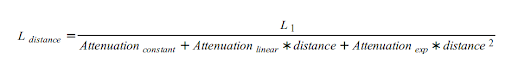 L distance = L 1 / Attenuation constant + Attenuation linear * distance + Attenuation exp * distance 2